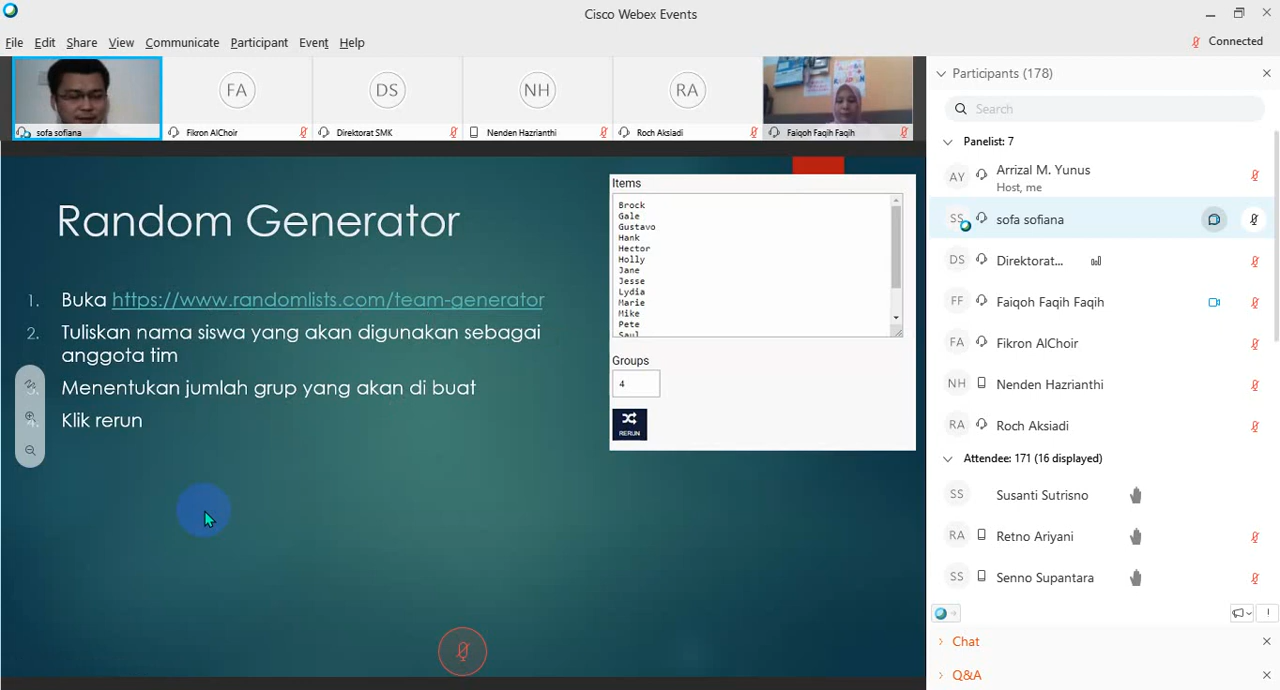 Cisco Webex Events
File Edit Share View Communicate Participant Event Help
Connected
FA
DS
NH
RA
sofa sofiana
Fikron AlChoir
Direktorat SMK
Nenden Hazrianthi
Roch Aksiadi
Faiqoh Faqih Faqih
Random Generator
1. Buka https://www.randomlists.com/team-generator
2. Tuliskan nama siswa yang akan digunakan sebagai
anggota tim
3. Menentukan jumlah grup yang akan di buat
4. Klik rerun
Items
Brock
Gale
Gustavo
Hank
Hector
Holly
Jane
Jesse
Lydia
Marie
Mike
Pete
Saul
Groups
4
RERUN
Participants (178)
Search
Panelist: 7
AY Arrizal M. Yunus
Host, me
SS sofa sofiana
DS Direktorat...
FF Faiqoh Faqih Faqih
FA Fikron AlChoir
NH Nenden Hazrianthi
RA Roch Aksiadi
Attendee: 171 (16 displayed)
SS Susanti Sutrisno
RA Retno Ariyani
SS Senno Supantara
Chat
Q&A